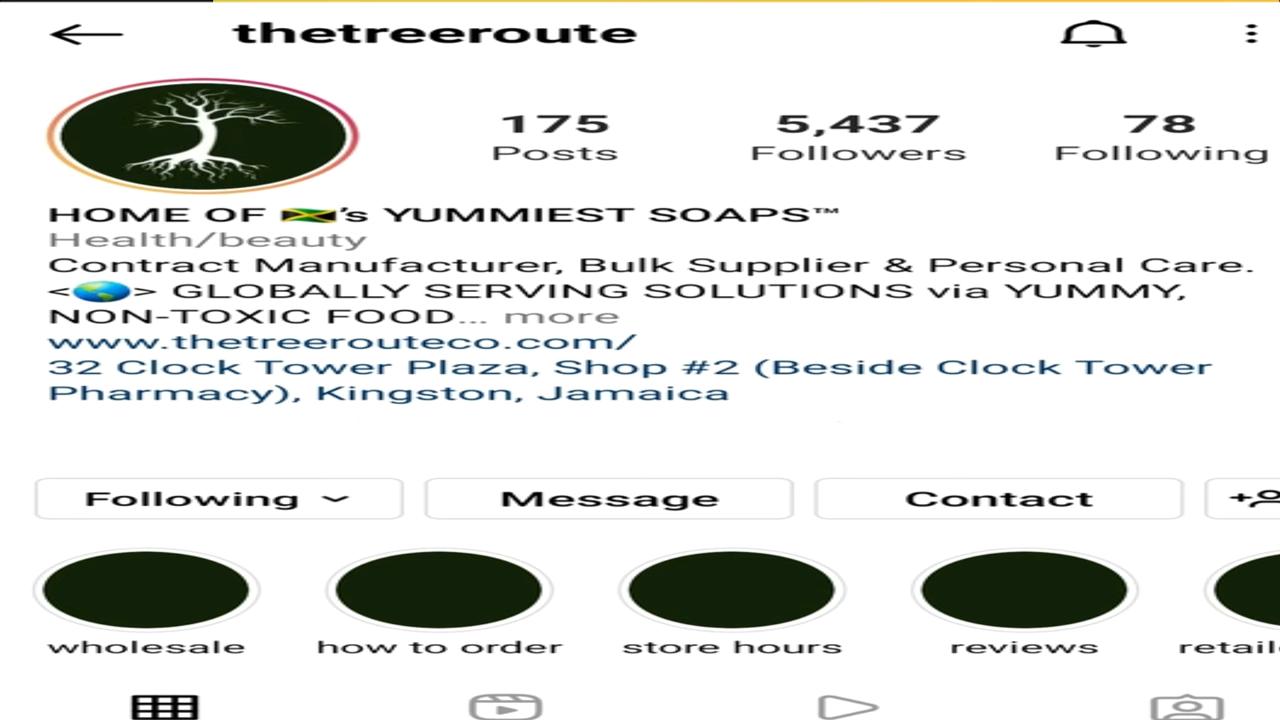 thetreeroute
175 5,437 78
Posts Followers Following
HOME OF 🇯🇲's YUMMIEST SOAPS™
Health/beauty
Contract Manufacturer, Bulk Supplier & Personal Care.
<🌎> GLOBALLY SERVING SOLUTIONS via YUMMY,
NON-TOXIC FOOD... more
www.thetreerouteco.com/
32 Clock Tower Plaza, Shop #2 (Beside Clock Tower
Pharmacy), Kingston, Jamaica
Following Message Contact
wholesale how to order store hours reviews